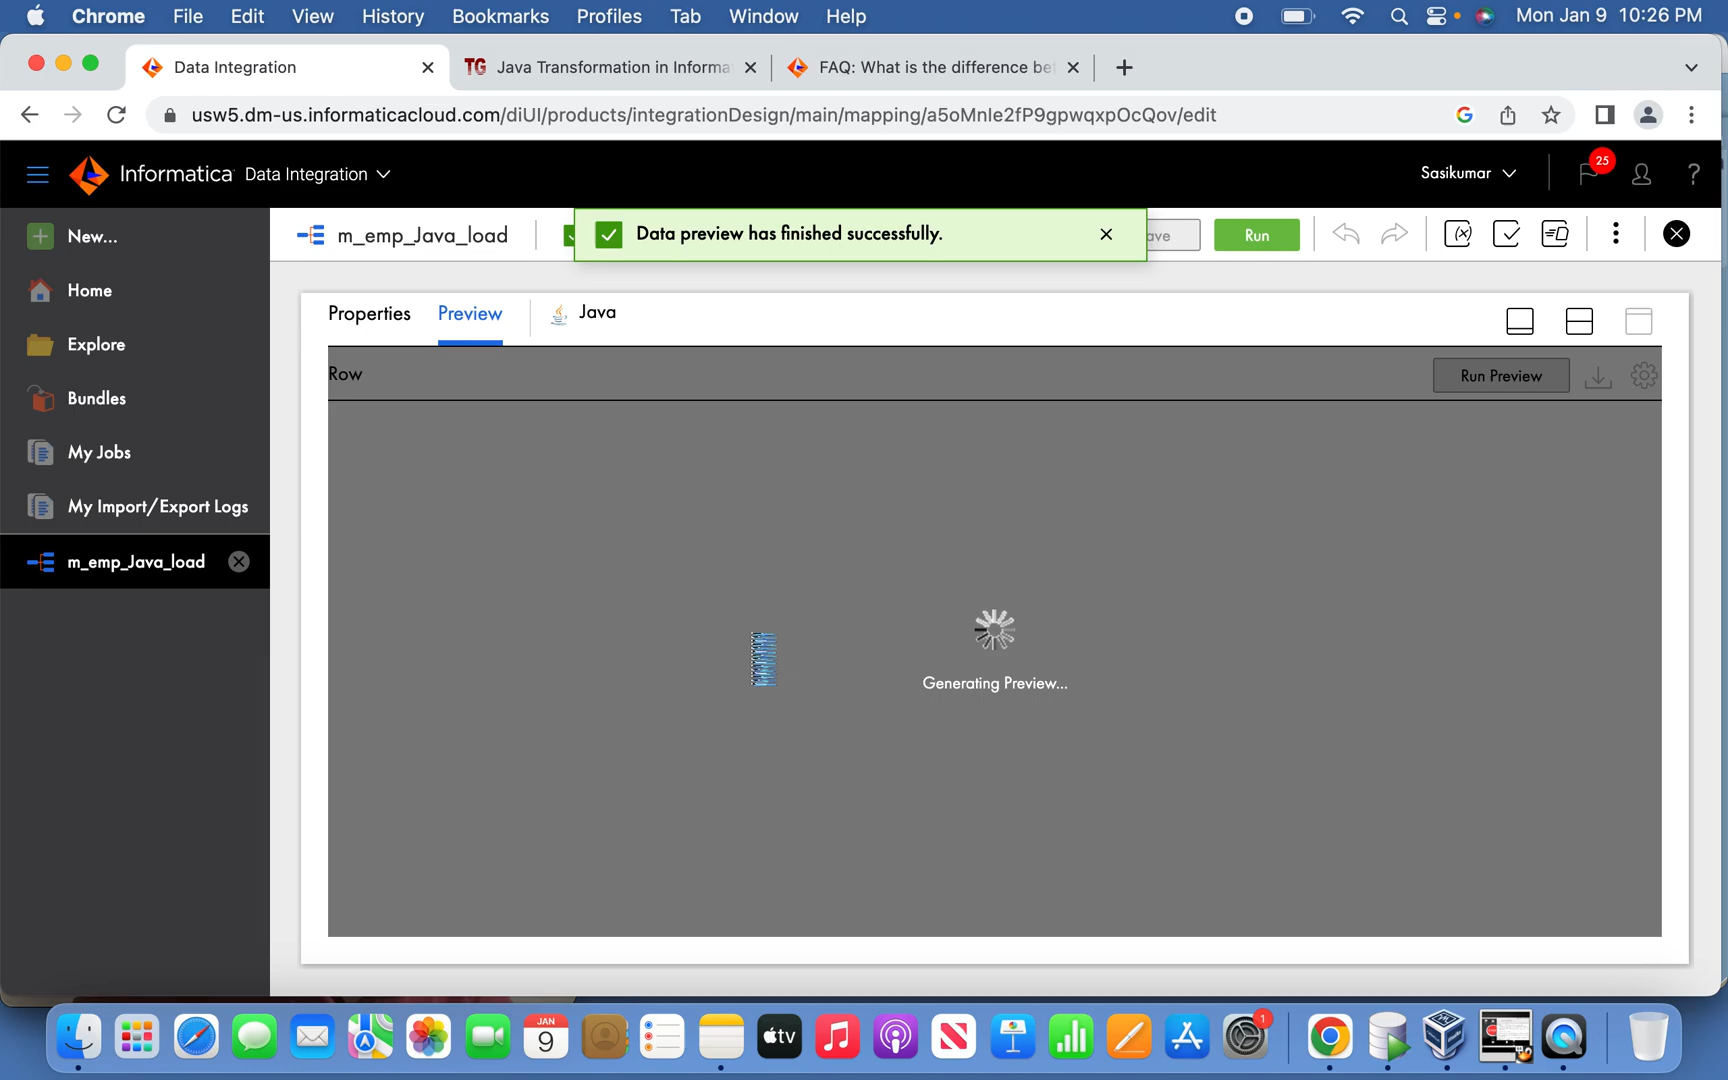 Chrome File Edit View History Bookmarks Profiles Tab Window Help Mon Jan 9 10:26 PM
Data Integration TG Java Transformation in Informa FAQ: What is the difference be
usw5.dm-us.informaticacloud.com/diUI/products/integrationDesign/main/mapping/a5oMnIe2fP9gpwqxpOcQov/edit
Informatica Data Integration Sasikumar 25 ?
New... m_emp_Java_load Data preview has finished successfully. ave Run
Home
Properties Preview Java
Explore
Row Run Preview
Bundles
My Jobs
My Import/Export Logs
m_emp_Java_load
Generating Preview...
JAN
9
tv
1